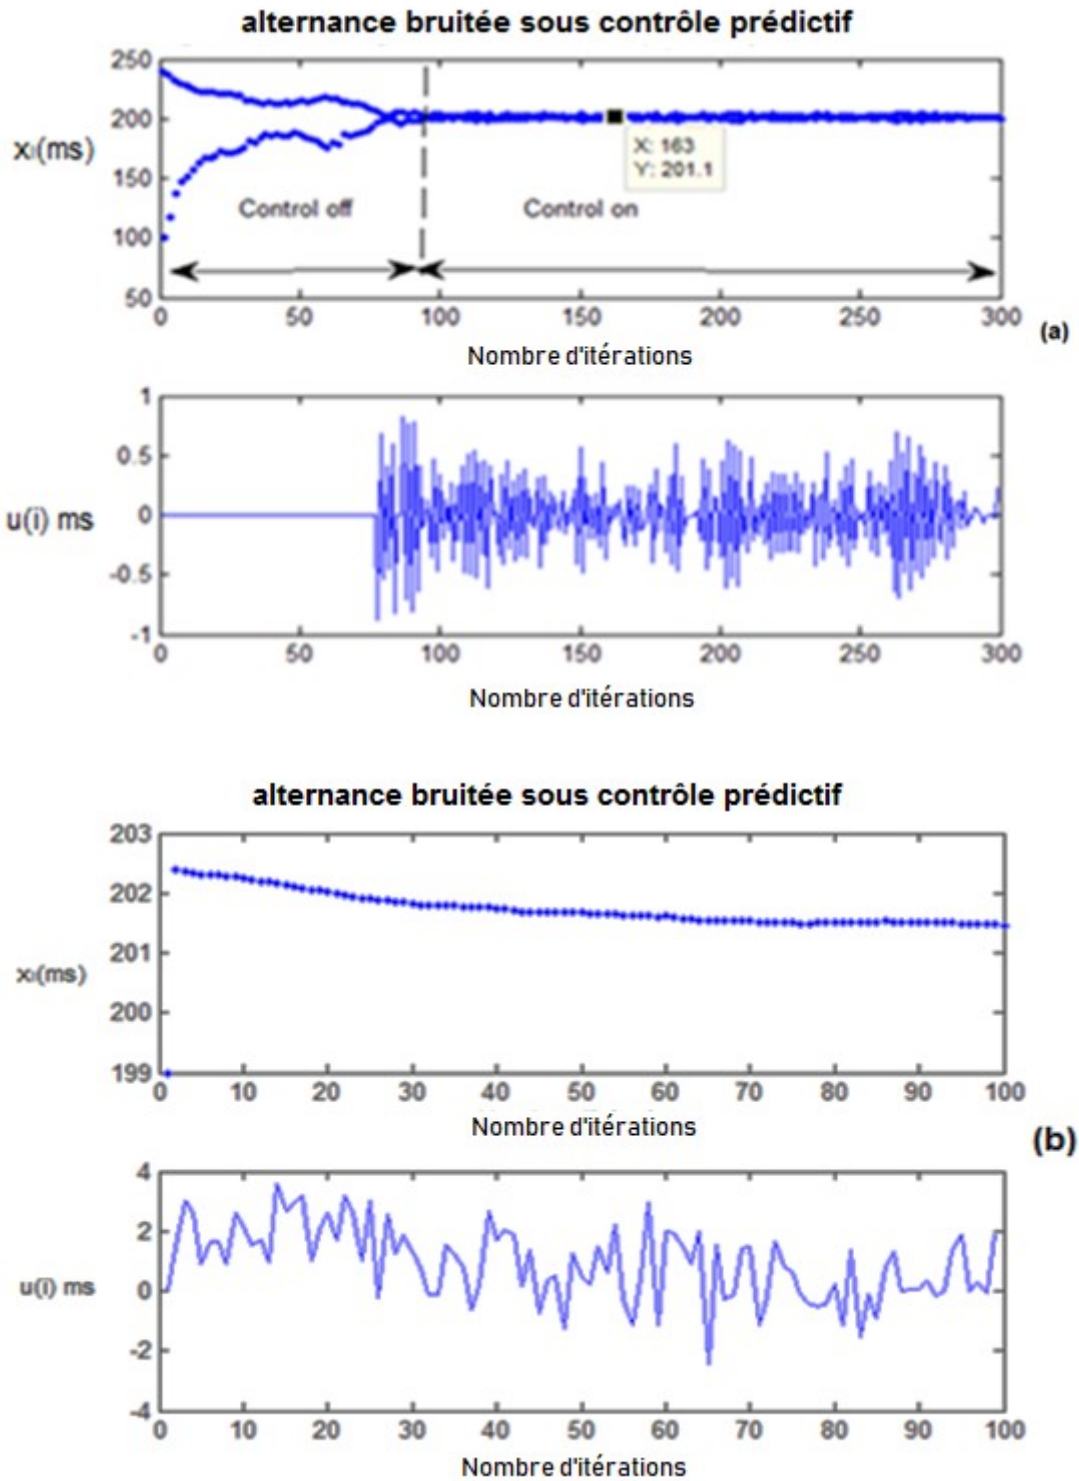 alternance bruitée sous contrôle prédictif
250
200
150
100
50
xᵢ(ms)
X: 163
Y: 201.1
Control off
Control on
0 50 100 150 200 250 300
(a)
Nombre d'itérations
1
0.5
0
-0.5
-1
u(i) ms
0 50 100 150 200 250 300
Nombre d'itérations
alternance bruitée sous contrôle prédictif
203
202
201
200
199
xᵢ(ms)
0 10 20 30 40 50 60 70 80 90 100
Nombre d'itérations
(b)
4
2
0
-2
-4
u(i) ms
0 10 20 30 40 50 60 70 80 90 100
Nombre d'itérations